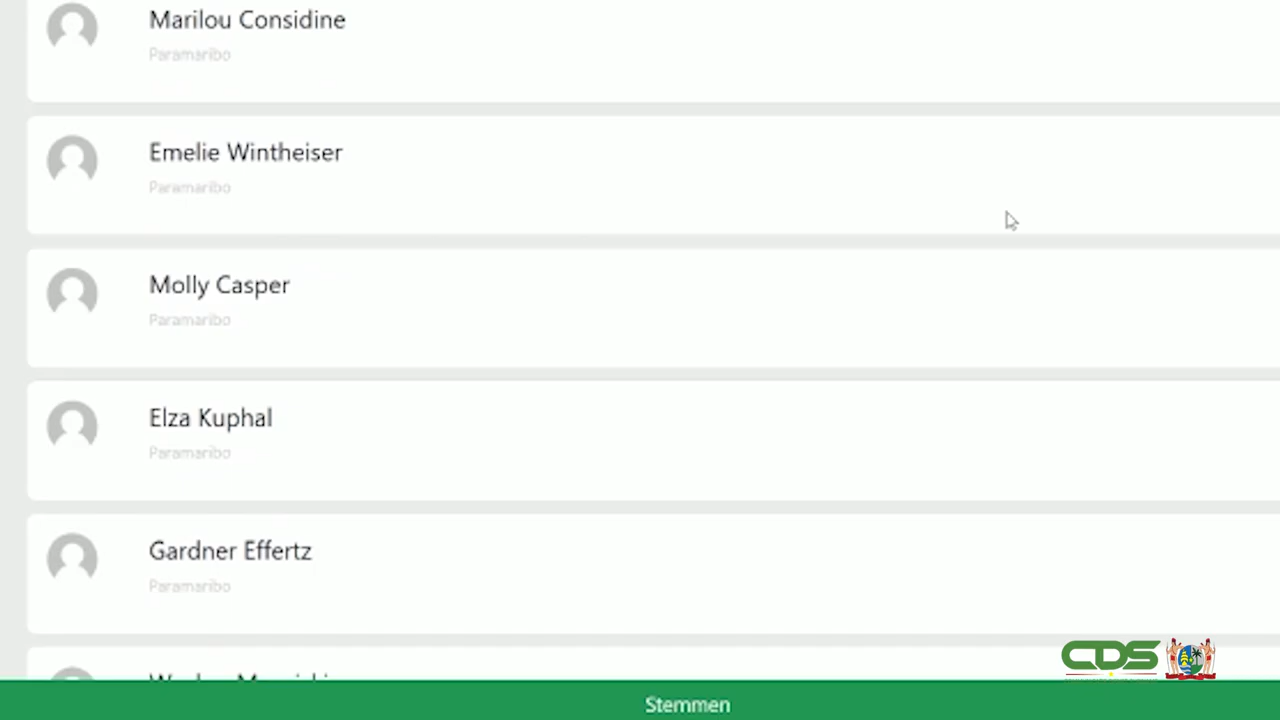 Marilou Considine
Paramaribo
Emelie Wintheiser
Paramaribo
Molly Casper
Paramaribo
Elza Kuphal
Paramaribo
Gardner Effertz
Paramaribo
CDS
Stemmen